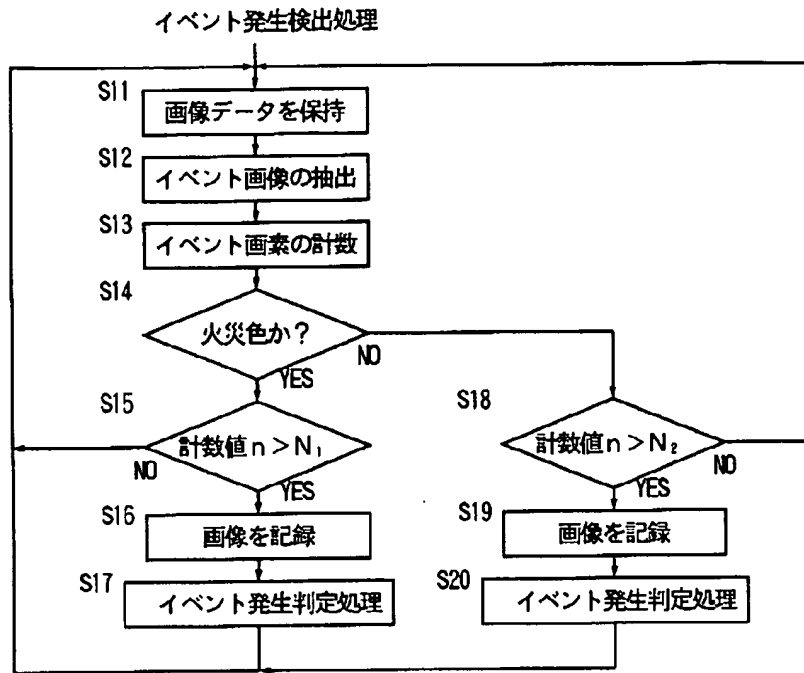 イベント発生検出処理
S11
画像データを保持
S12
イベント画像の抽出
S13
イベント画素の計数
S14
火災色か？
NO
YES
S15
計数値n＞N₁
NO
YES
S16
画像を記録
S17
イベント発生判定処理
S18
計数値n＞N₂
NO
YES
S19
画像を記録
S20
イベント発生判定処理